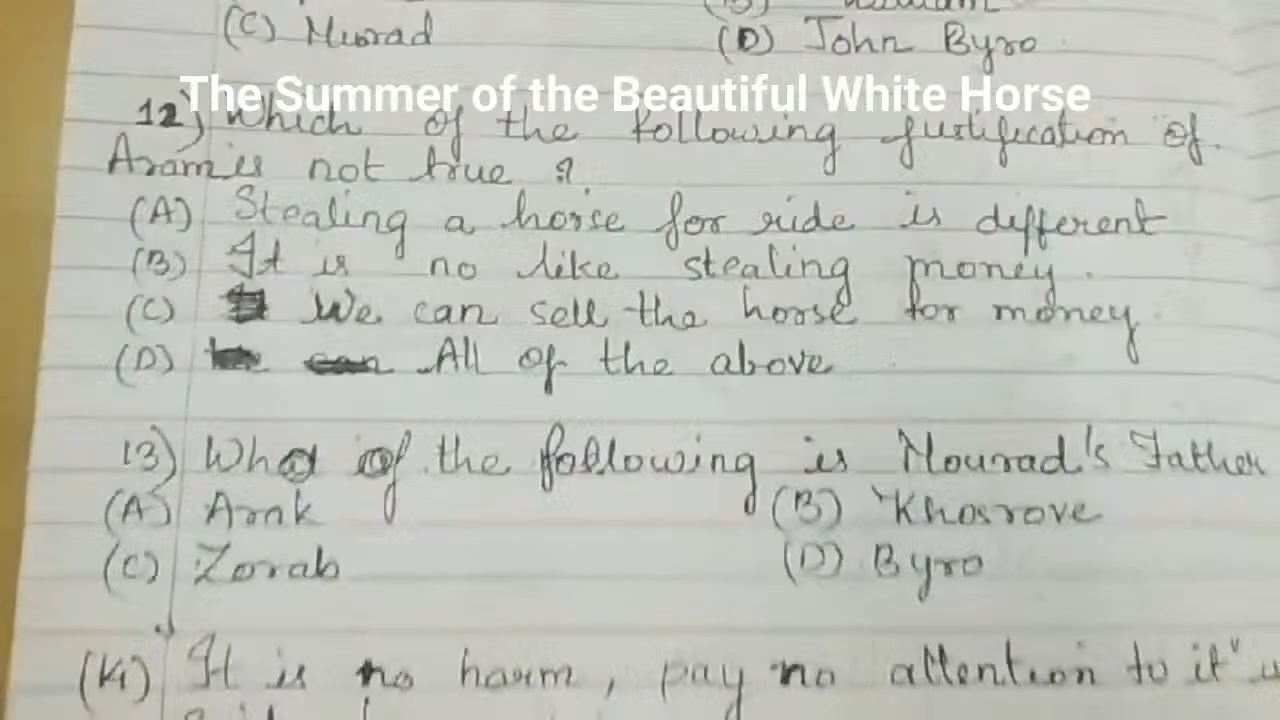 (C) Murad
(D) John Byro
The Summer of the Beautiful White Horse
12) Which of the following justification of
Aram is not true ?
(A) Stealing a horse for ride is different
(B) It is no like stealing money.
(C) We can sell the horse for money.
(D) All of the above
13) Who of the following is Mourad's Father
(A) Arak
(B) Khosrove
(C) Zorab
(D) Byro
It is no harm, pay no attention to it"